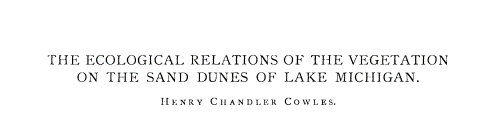 THE ECOLOGICAL RELATIONS OF THE VEGETATION
ON THE SAND DUNES OF LAKE MICHIGAN.
HENRY CHANDLER COWLES.